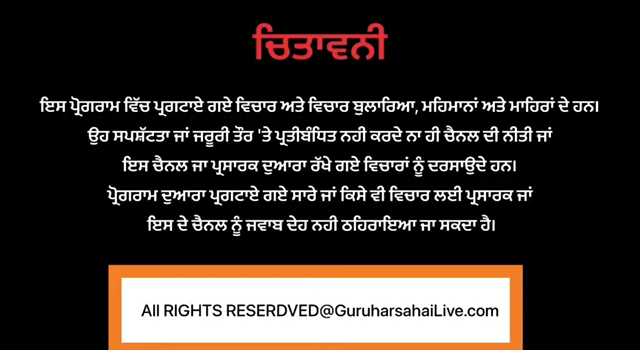 ਚਿਤਾਵਨੀ
ਇਸ ਪ੍ਰੋਗਰਾਮ ਵਿੱਚ ਪ੍ਰਗਟਾਏ ਗਏ ਵਿਚਾਰ ਅਤੇ ਵਿਚਾਰ ਬੁਲਾਰਿਆ, ਮਹਿਮਾਨਾਂ ਅਤੇ ਮਾਹਿਰਾਂ ਦੇ ਹਨ।
ਉਹ ਸਪਸ਼ੱਟਤਾ ਜਾਂ ਜਰੂਰੀ ਤੌਰ 'ਤੇ ਪ੍ਰਤੀਬੰਧਿਤ ਨਹੀ ਕਰਦੇ ਨਾ ਹੀ ਚੈਨਲ ਦੀ ਨੀਤੀ ਜਾਂ
ਇਸ ਚੈਨਲ ਜਾ ਪ੍ਰਸਾਰਕ ਦੁਆਰਾ ਰੱਖੇ ਗਏ ਵਿਚਾਰਾਂ ਨੂੰ ਦਰਸਾਉਦੇ ਹਨ।
ਪ੍ਰੋਗਰਾਮ ਦੁਆਰਾ ਪ੍ਰਗਟਾਏ ਗਏ ਸਾਰੇ ਜਾਂ ਕਿਸੇ ਵੀ ਵਿਚਾਰ ਲਈ ਪ੍ਰਸਾਰਕ ਜਾਂ
ਇਸ ਦੇ ਚੈਨਲ ਨੂੰ ਜਵਾਬ ਦੇਹ ਨਹੀ ਠਹਿਰਾਇਆ ਜਾ ਸਕਦਾ ਹੈ।
All RIGHTS RESERDVED@GuruharsahaiLive.com